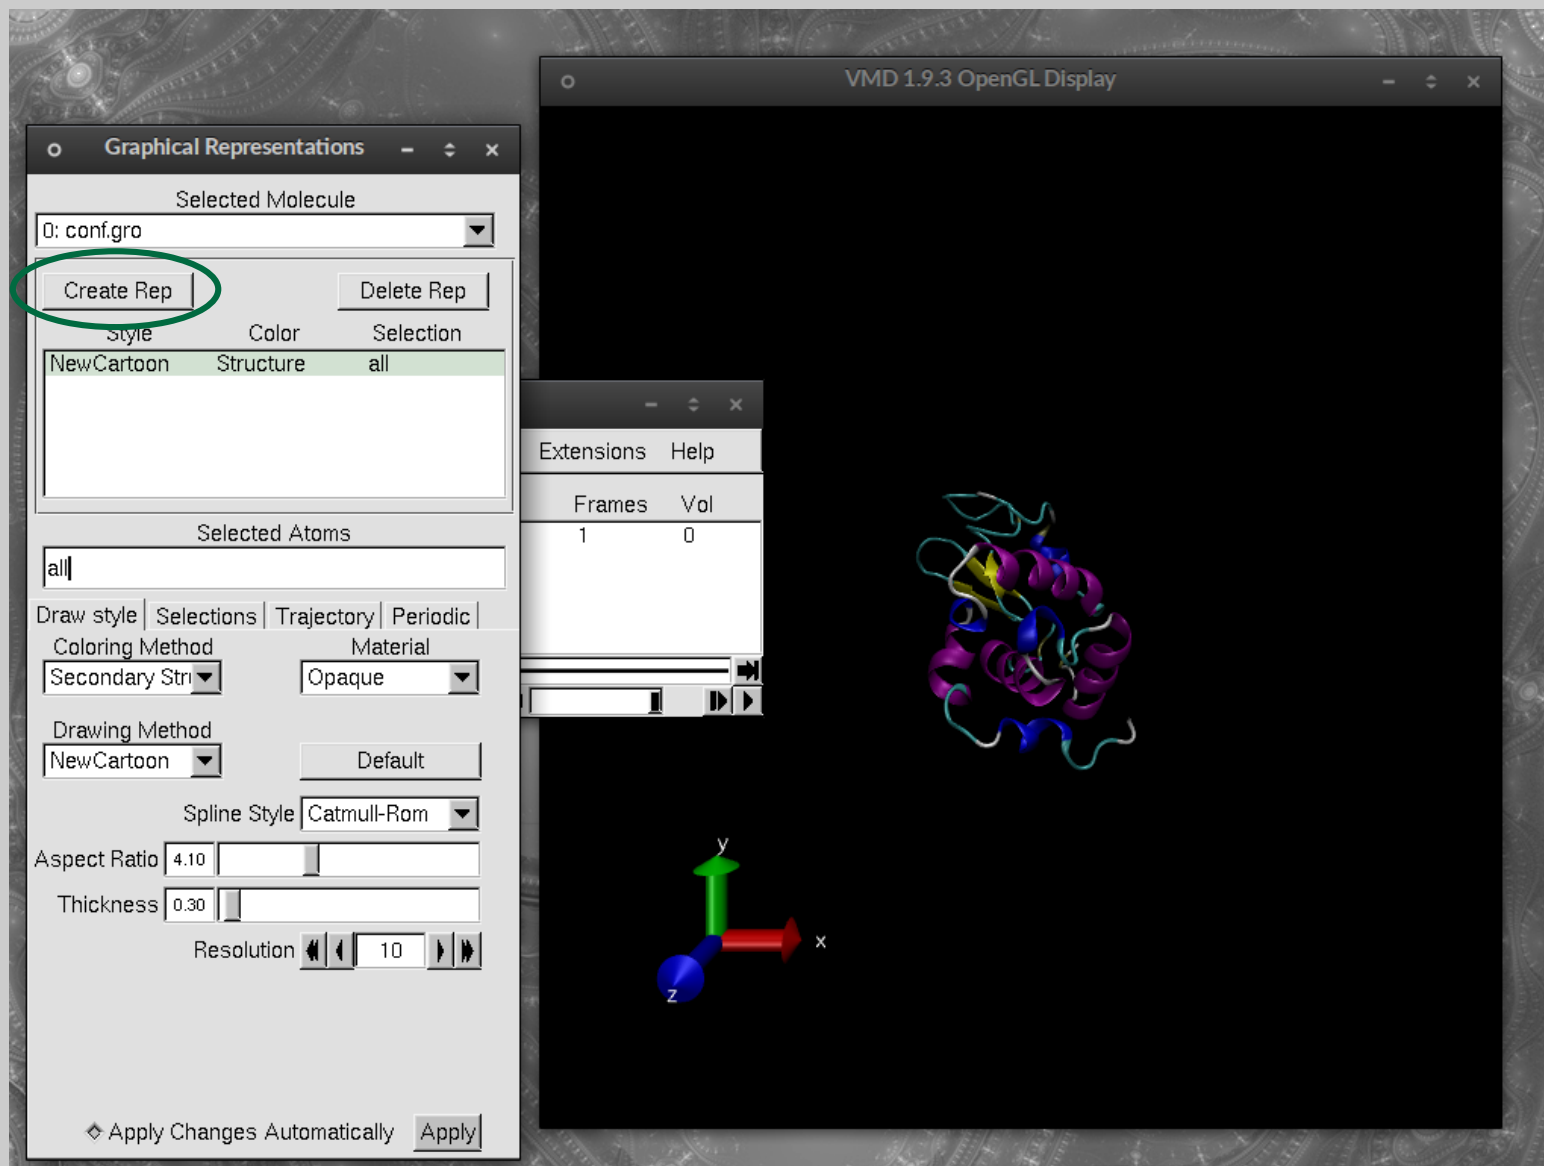 VMD 1.9.3 OpenGL Display
Graphical Representations
Selected Molecule
0: conf.gro
Create Rep Delete Rep
Style Color Selection
NewCartoon Structure all
Extensions Help
Frames Vol
1 0
Selected Atoms
all
Draw style Selections Trajectory Periodic
Coloring Method Material
Secondary Stru Opaque
Drawing Method
NewCartoon Default
Spline Style Catmull-Rom
Aspect Ratio 4.10
Thickness 0.30
Resolution 10
Apply Changes Automatically Apply
y
x
z